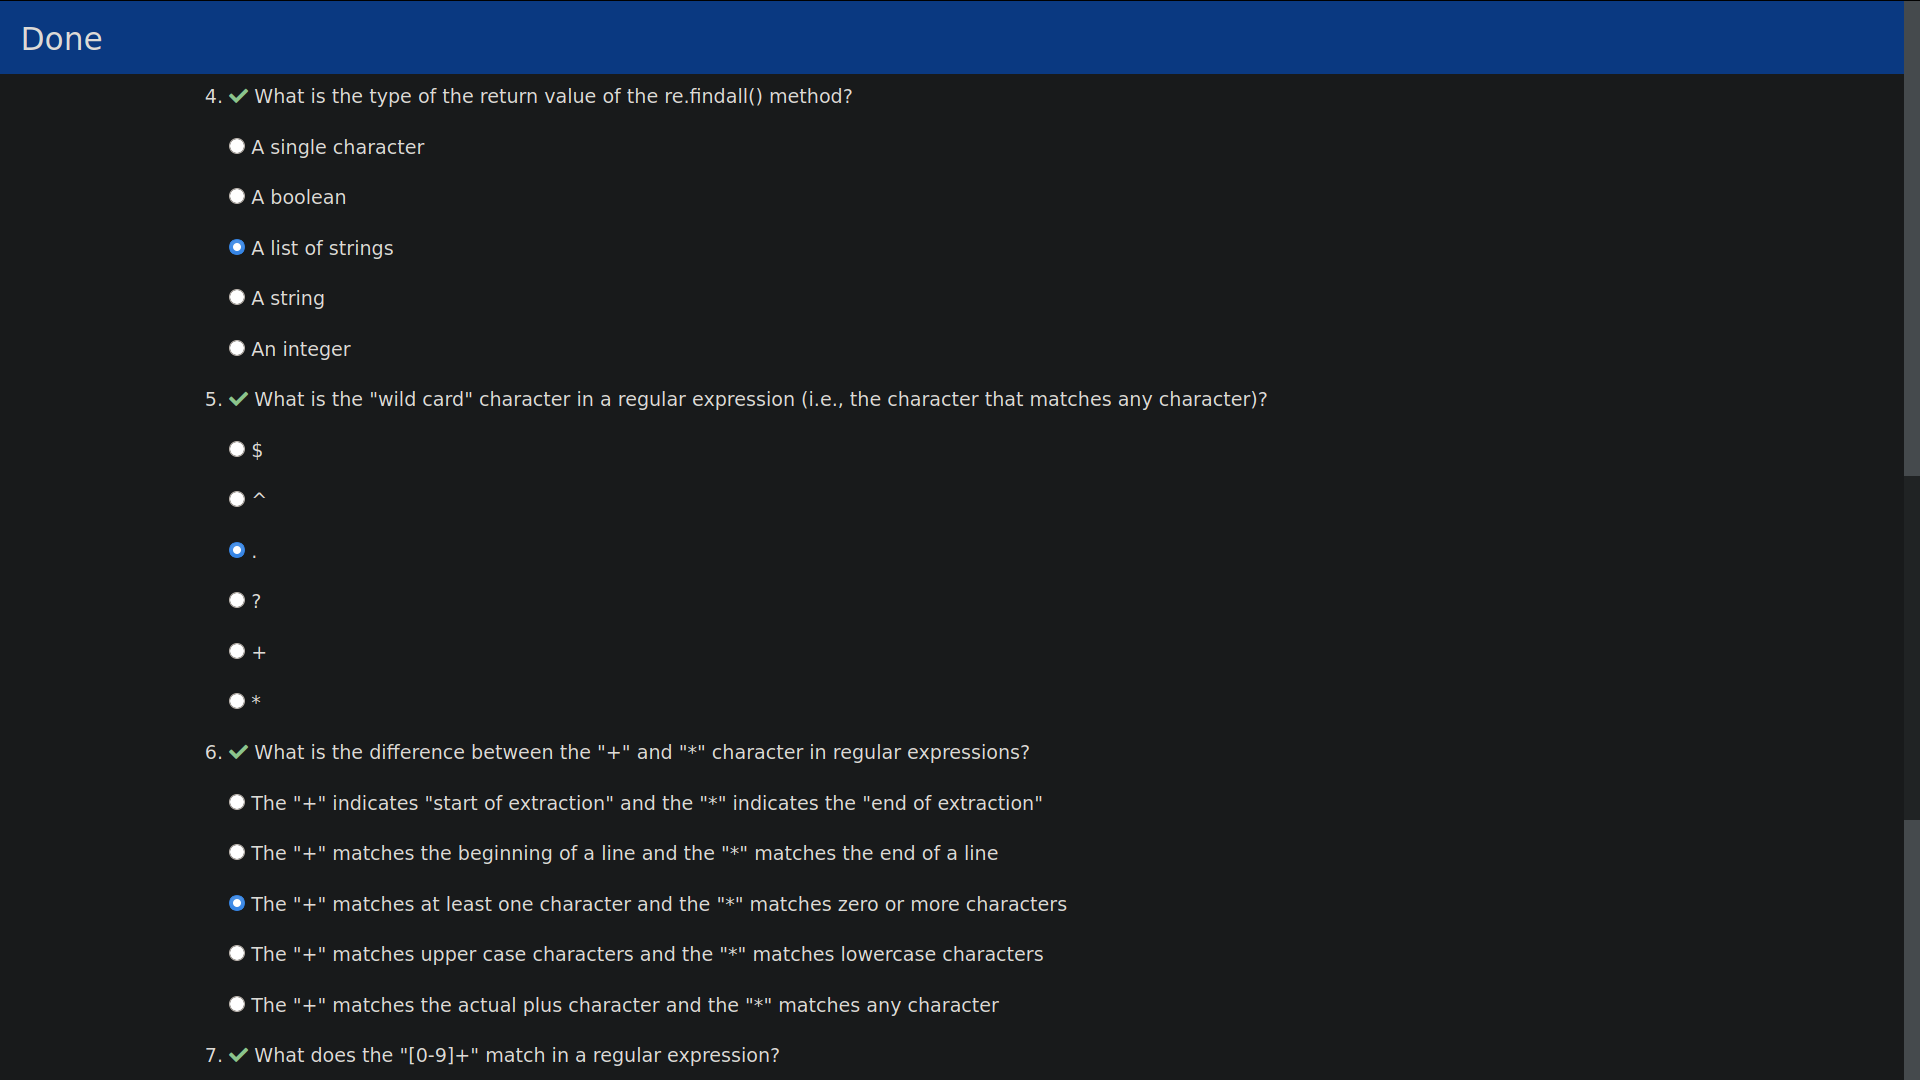 Done
4. ✔ What is the type of the return value of the re.findall() method?
A single character
A boolean
A list of strings
A string
An integer
5. ✔ What is the "wild card" character in a regular expression (i.e., the character that matches any character)?
$
^
.
?
+
*
6. ✔ What is the difference between the "+" and "*" character in regular expressions?
The "+" indicates "start of extraction" and the "*" indicates the "end of extraction"
The "+" matches the beginning of a line and the "*" matches the end of a line
The "+" matches at least one character and the "*" matches zero or more characters
The "+" matches upper case characters and the "*" matches lowercase characters
The "+" matches the actual plus character and the "*" matches any character
7. ✔ What does the "[0-9]+" match in a regular expression?